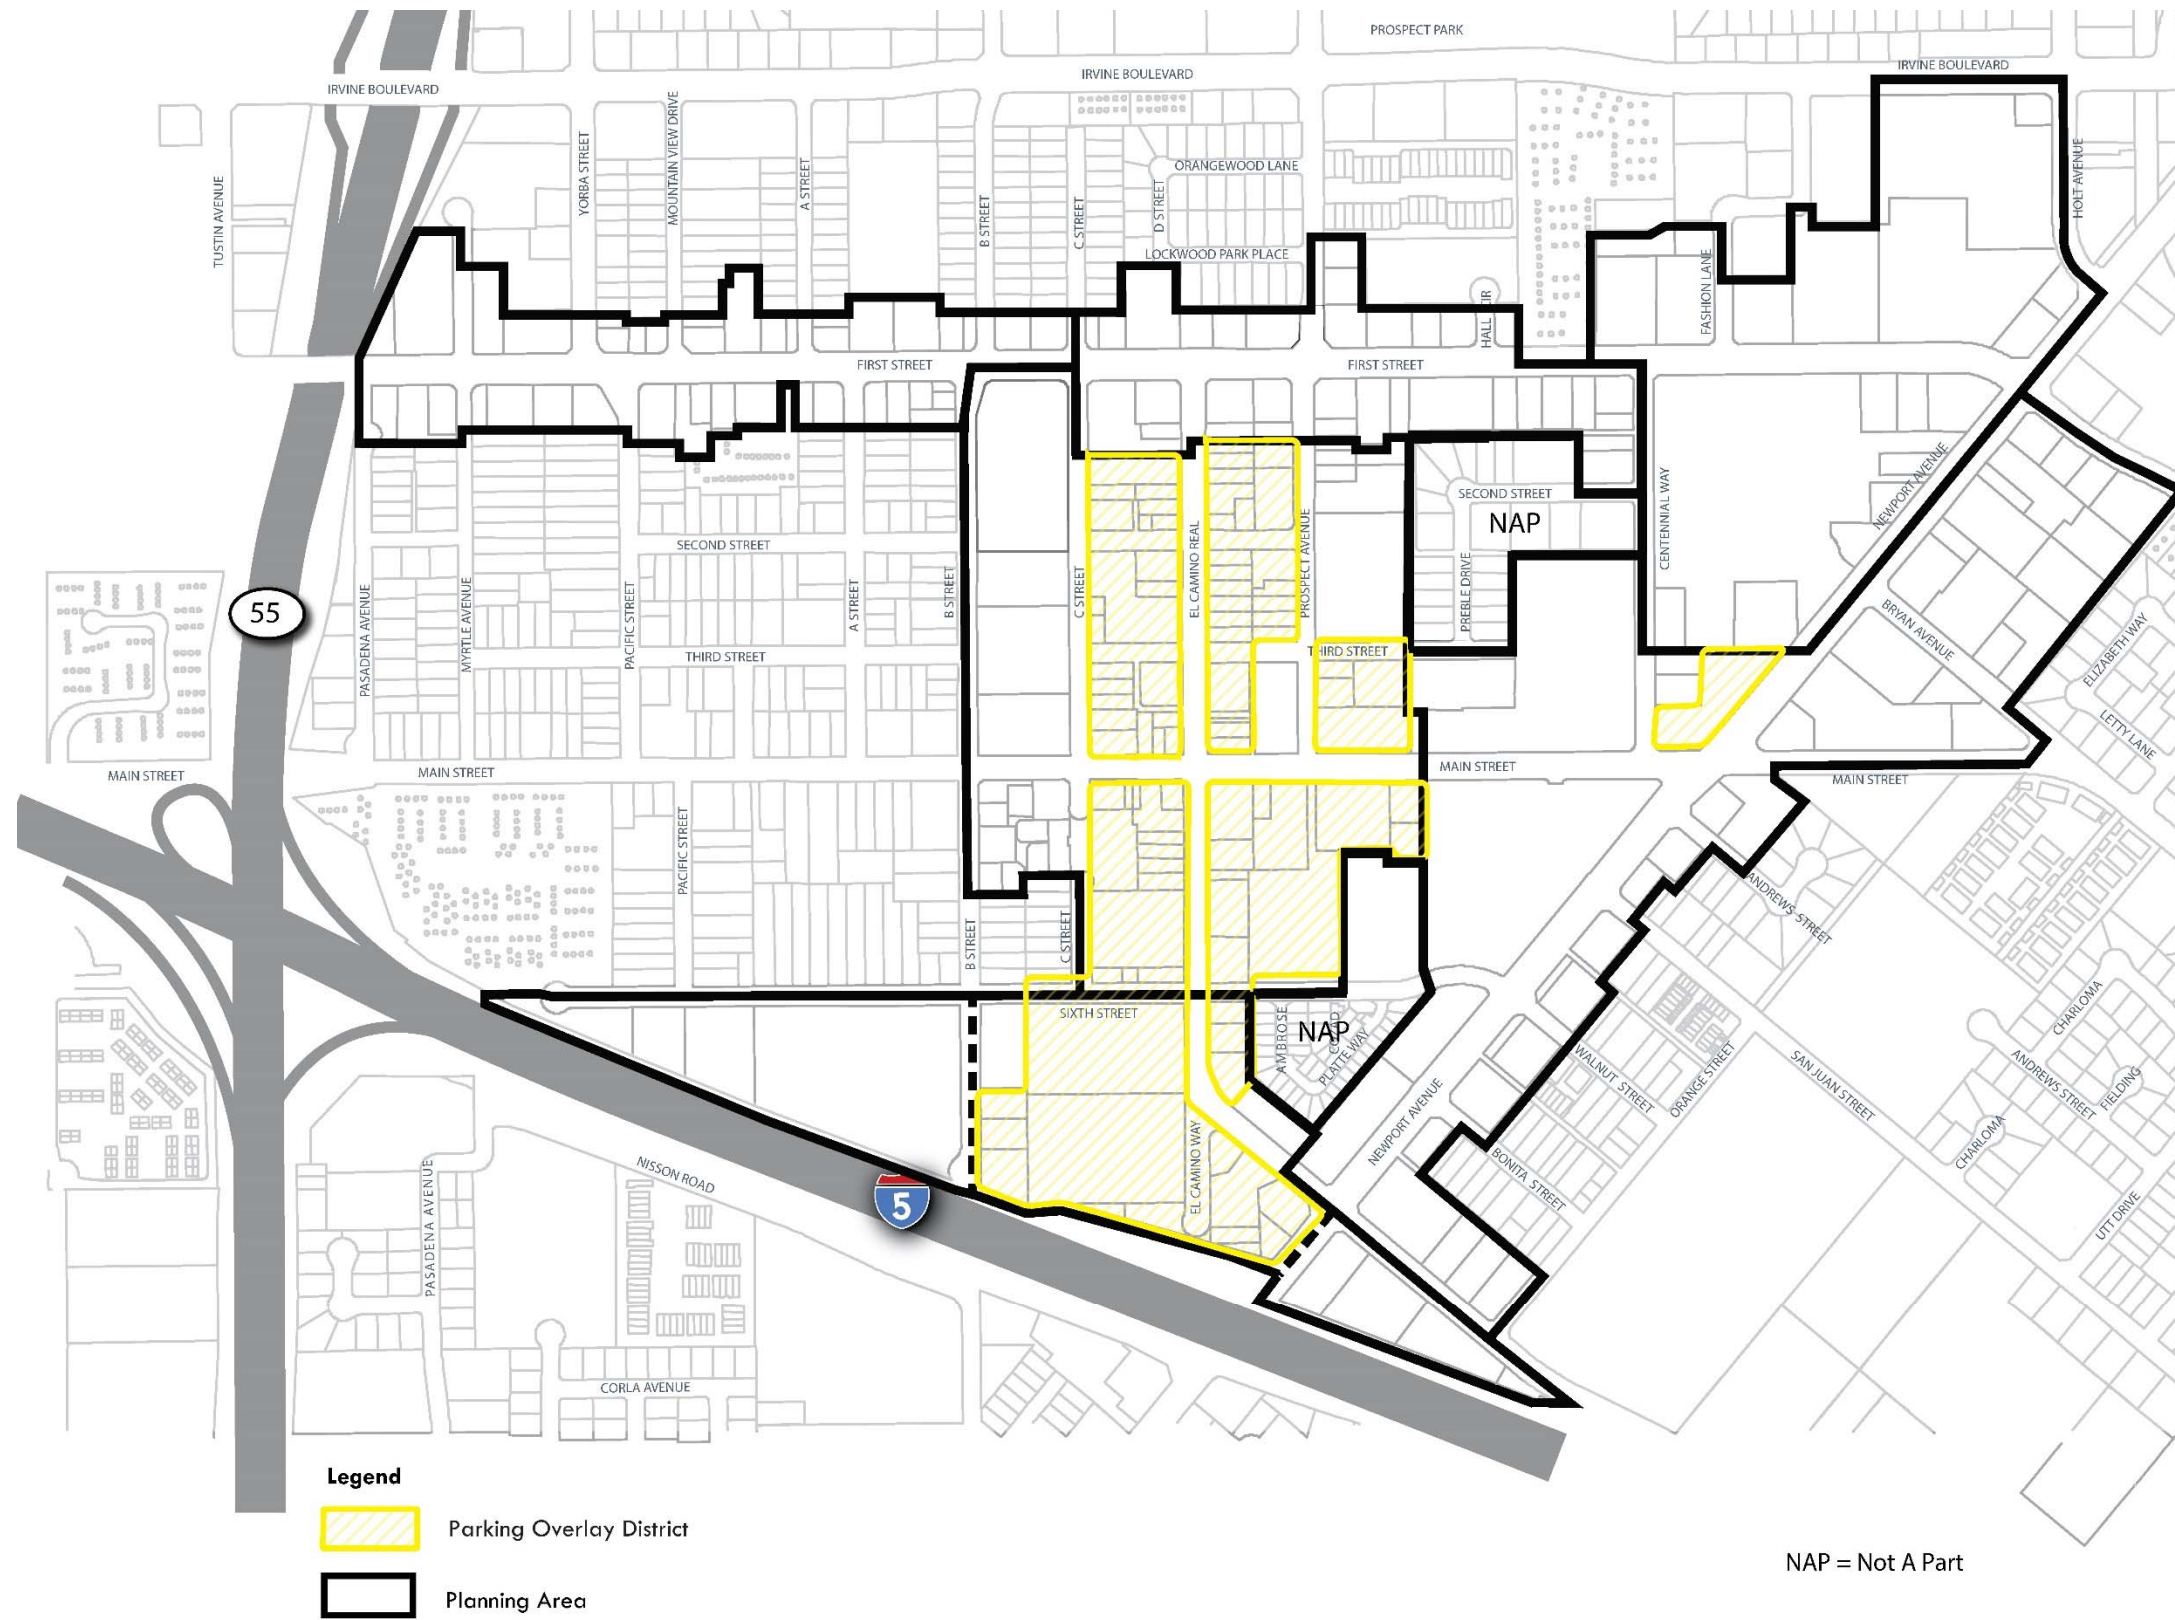 PROSPECT PARK
IRVINE BOULEVARD
IRVINE BOULEVARD
IRVINE BOULEVARD
TUSTIN AVENUE
YORBA STREET
MOUNTAIN VIEW DRIVE
A STREET
B STREET
C STREET
D STREET
ORANGEWOOD LANE
LOCKWOOD PARK PLACE
HALL CIR
FASHION LANE
HOLT AVENUE
FIRST STREET
FIRST STREET
SECOND STREET
NAP
SECOND STREET
CENTENNIAL WAY
NEWPORT AVENUE
55
PASADENA AVENUE
MYRTLE AVENUE
PACIFIC STREET
A STREET
B STREET
C STREET
EL CAMINO REAL
PROSPECT AVENUE
PREBLE DRIVE
BRYAN AVENUE
ELIZABETH WAY
LETTY LANE
THIRD STREET
THIRD STREET
MAIN STREET
MAIN STREET
MAIN STREET
MAIN STREET
PACIFIC STREET
B STREET
C STREET
ANDREWS STREET
SIXTH STREET
AMBROSE
NAP
PLATTE WAY
EL CAMINO WAY
NEWPORT AVENUE
WALNUT STREET
ORANGE STREET
BONITA STREET
SAN JUAN STREET
CHARLOMA
ANDREWS STREET
FIELDING
CHARLOMA
UTT DRIVE
NISSON ROAD
5
PASADENA AVENUE
CORLA AVENUE
Legend
Parking Overlay District
Planning Area
NAP = Not A Part